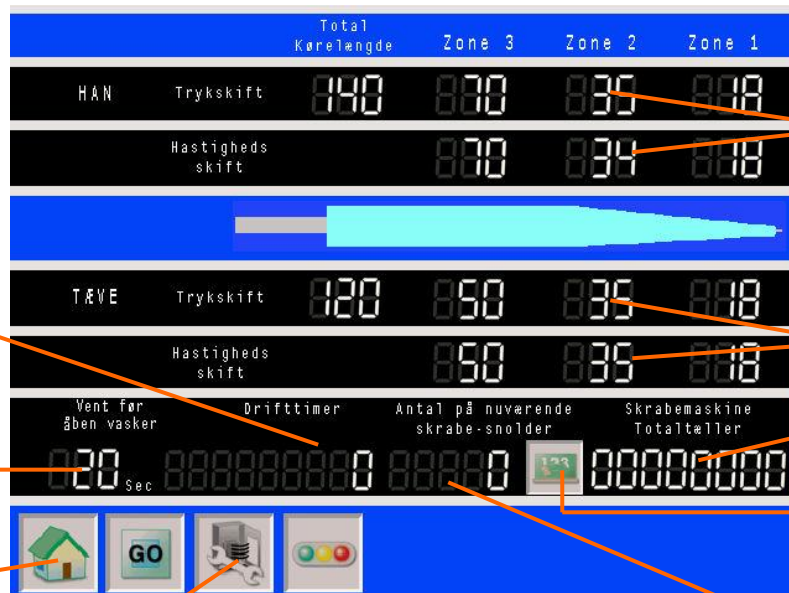 Total
Kørelængde Zone 3 Zone 2 Zone 1
HAN Trykskift 140 70 35 18
Hastigheds
skift 70 34 18
TÆVE Trykskift 120 50 35 18
Hastigheds
skift 50 35 18
Vent før
åben vasker
Drifttimer
Antal på nuværende
skrabe-snolder
Skrabemaskine
Totaltæller
20 Sec 0 0 123 00000000
GO